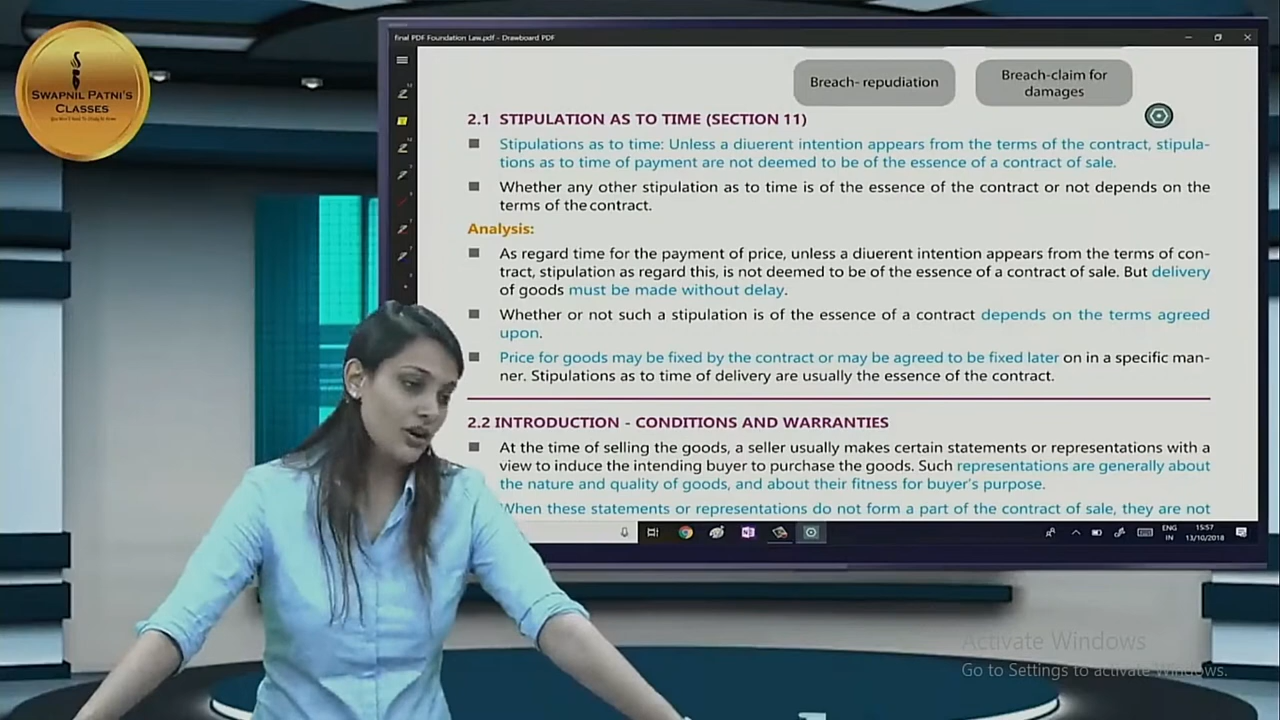 SWAPNIL PATNI'S
CLASSES
final PDF Foundation Law.pdf - Drawboard PDF
Breach- repudiation
Breach-claim for
damages
2.1 STIPULATION AS TO TIME (SECTION 11)
Stipulations as to time: Unless a diuerent intention appears from the terms of the contract, stipula-
tions as to time of payment are not deemed to be of the essence of a contract of sale.
Whether any other stipulation as to time is of the essence of the contract or not depends on the
terms of the contract.
Analysis:
As regard time for the payment of price, unless a diuerent intention appears from the terms of con-
tract, stipulation as regard this, is not deemed to be of the essence of a contract of sale. But delivery
of goods must be made without delay.
Whether or not such a stipulation is of the essence of a contract depends on the terms agreed
upon.
Price for goods may be fixed by the contract or may be agreed to be fixed later on in a specific man-
ner. Stipulations as to time of delivery are usually the essence of the contract.
2.2 INTRODUCTION - CONDITIONS AND WARRANTIES
At the time of selling the goods, a seller usually makes certain statements or representations with a
view to induce the intending buyer to purchase the goods. Such representations are generally about
the nature and quality of goods, and about their fitness for buyer's purpose.
When these statements or representations do not form a part of the contract of sale, they are not
ENG
IN
15:57
13/10/2018
Activate Windows
Go to Settings to activate Windows.